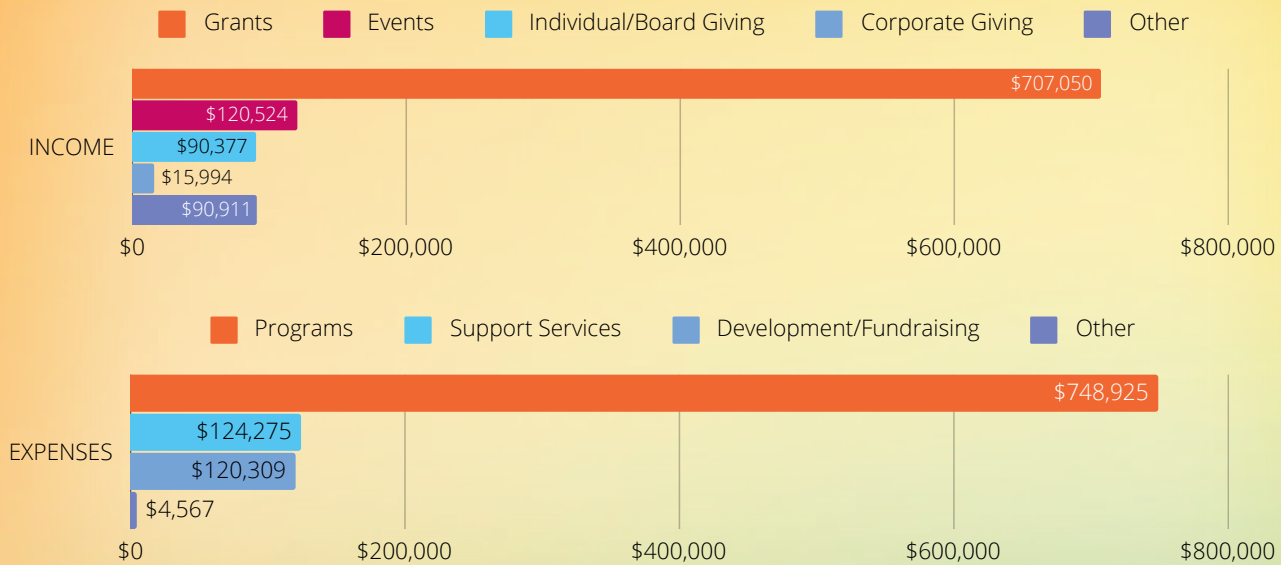 Grants Events Individual/Board Giving Corporate Giving Other
$707,050
$120,524
INCOME
$90,377
$15,994
$90,911
$0 $200,000 $400,000 $600,000 $800,000
Programs Support Services Development/Fundraising Other
$748,925
$124,275
EXPENSES
$120,309
$4,567
$0 $200,000 $400,000 $600,000 $800,000